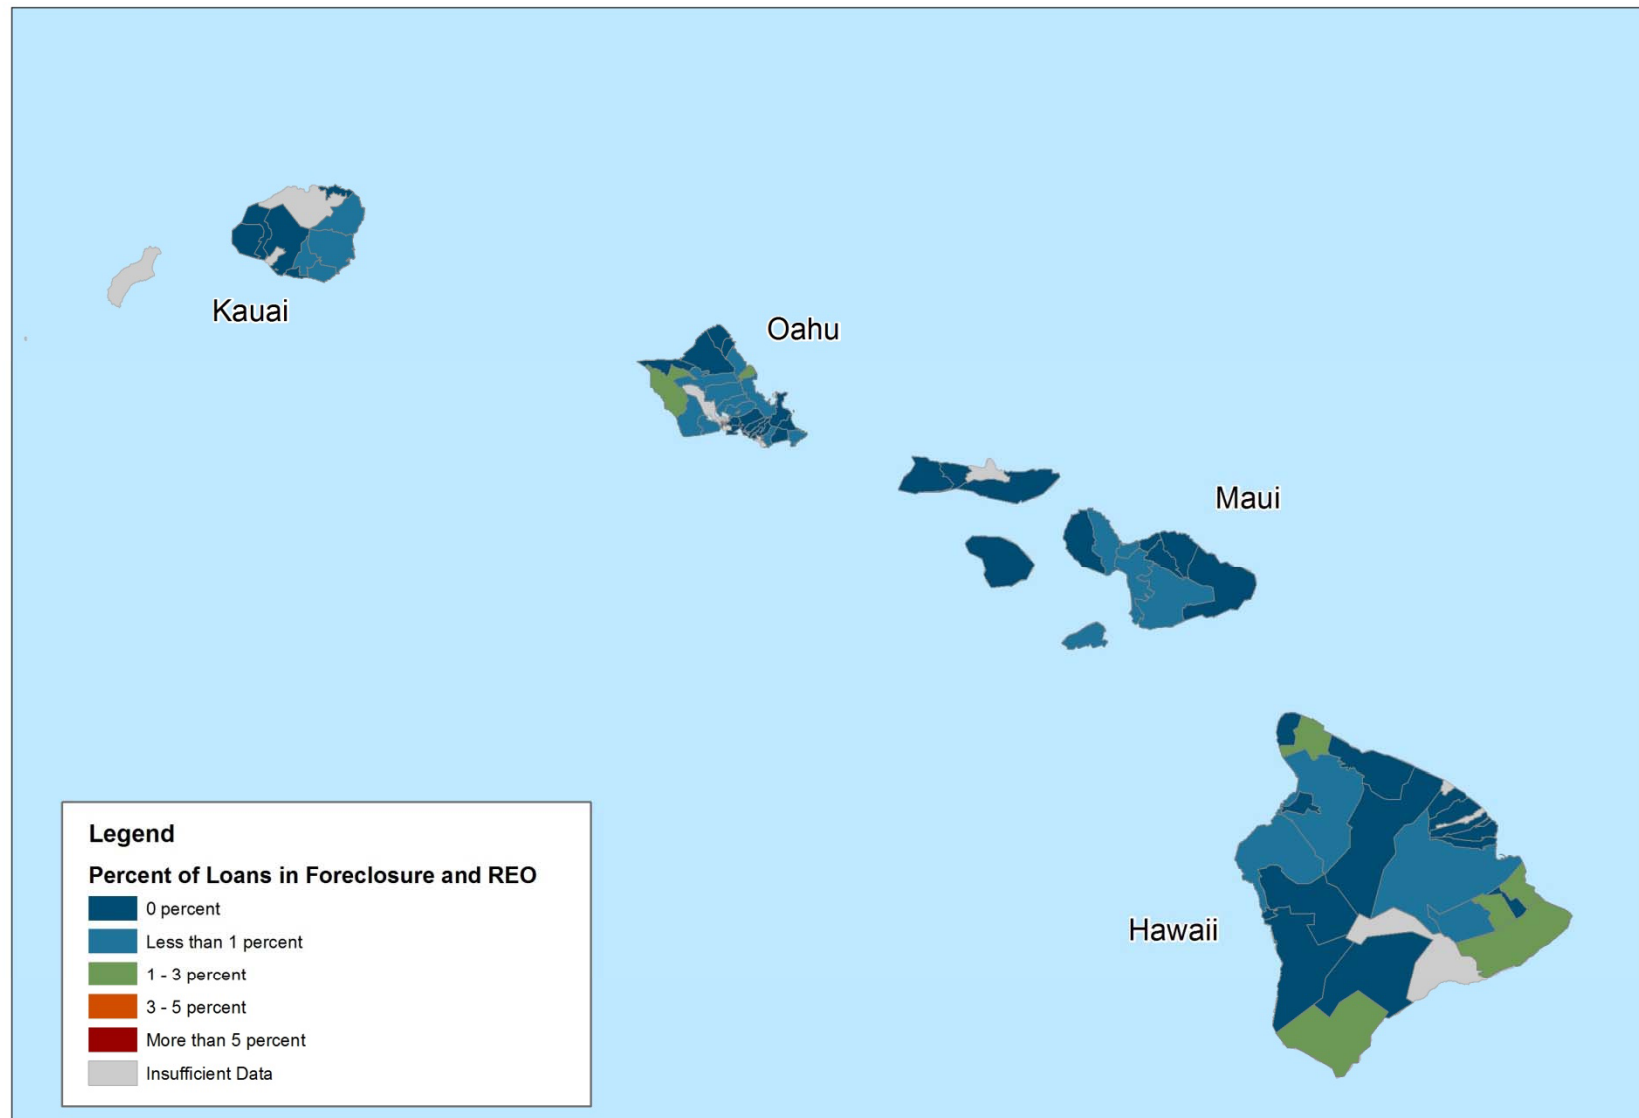 Kauai
Oahu
Maui
Hawaii
Legend
Percent of Loans in Foreclosure and REO
0 percent
Less than 1 percent
1 - 3 percent
3 - 5 percent
More than 5 percent
Insufficient Data